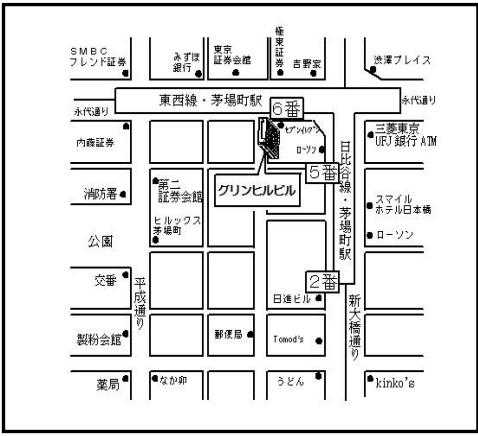 SMBC
フレンド証券
みずほ
銀行
東京
証券会館
極東証券
吉野家
渋澤プレイス
東西線・茅場町駅
永代通り
永代通り
6番
内藤証券
セブンイレブン
ローソン
三菱東京
UFJ銀行ATM
5番
日比谷線・茅場町駅
消防署
第二
証券会館
グリンヒルビル
スマイル
ホテル日本橋
ヒルックス
茅場町
ローソン
公園
交番
平成通り
2番
日進ビル
新大橋通り
製粉会館
郵便局
Tomod's
薬局
なか卯
うどん
kinko's